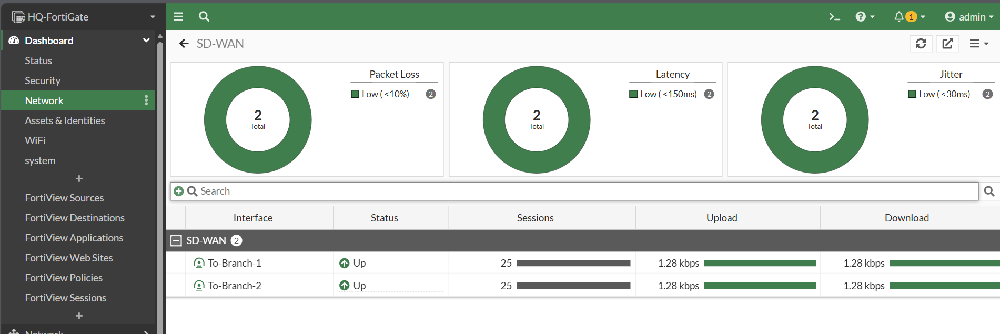 HQ-FortiGate
1
admin
Dashboard
Status
Security
Network
Assets & Identities
WiFi
system
FortiView Sources
FortiView Destinations
FortiView Applications
FortiView Web Sites
FortiView Policies
FortiView Sessions
Network
SD-WAN
2
Total
Packet Loss
Low ( <10%) 2
2
Total
Latency
Low ( <150ms) 2
2
Total
Jitter
Low ( <30ms) 2
Search
Interface Status Sessions Upload Download
SD-WAN 2
To-Branch-1 Up 25 1.28 kbps 1.28 kbps
To-Branch-2 Up 25 1.28 kbps 1.28 kbps